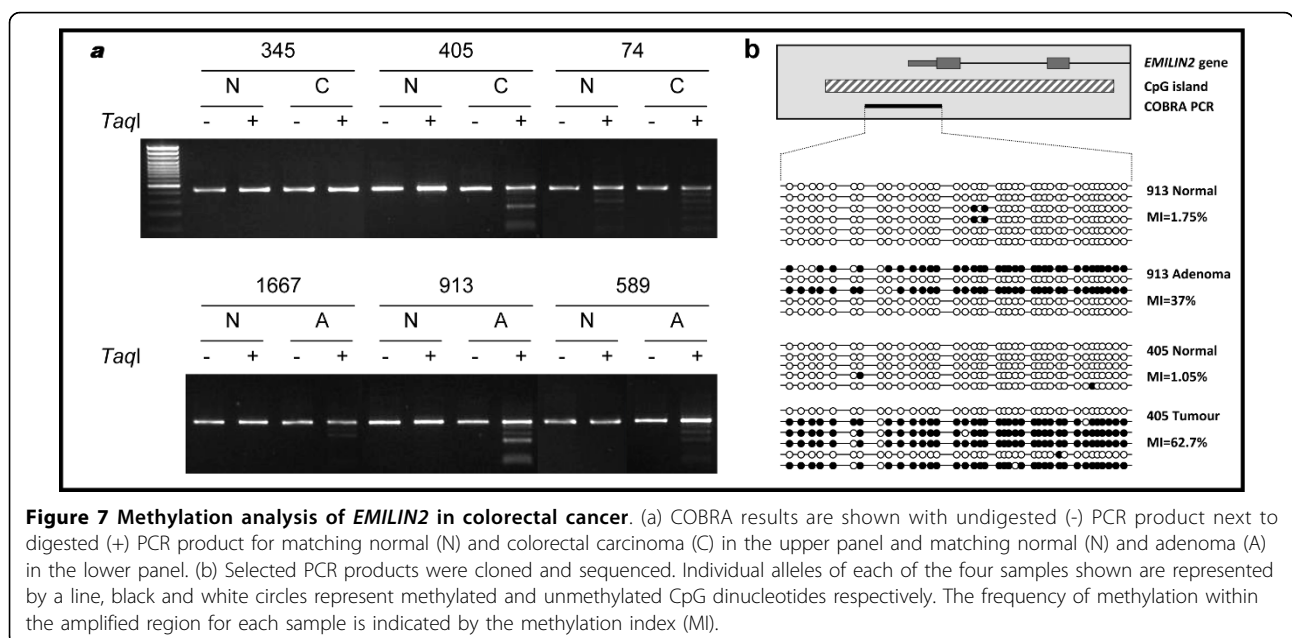 a
345 405 74
N C N C N C
TaqI - + - + - + - + - + - +
1667 913 589
N A N A N A
TaqI - + - + - + - + - + - +
b
EMILIN2 gene
CpG island
COBRA PCR
913 Normal
MI=1.75%
913 Adenoma
MI=37%
405 Normal
MI=1.05%
405 Tumour
MI=62.7%
Figure 7 Methylation analysis of EMILIN2 in colorectal cancer. (a) COBRA results are shown with undigested (-) PCR product next to
digested (+) PCR product for matching normal (N) and colorectal carcinoma (C) in the upper panel and matching normal (N) and adenoma (A)
in the lower panel. (b) Selected PCR products were cloned and sequenced. Individual alleles of each of the four samples shown are represented
by a line, black and white circles represent methylated and unmethylated CpG dinucleotides respectively. The frequency of methylation within
the amplified region for each sample is indicated by the methylation index (MI).